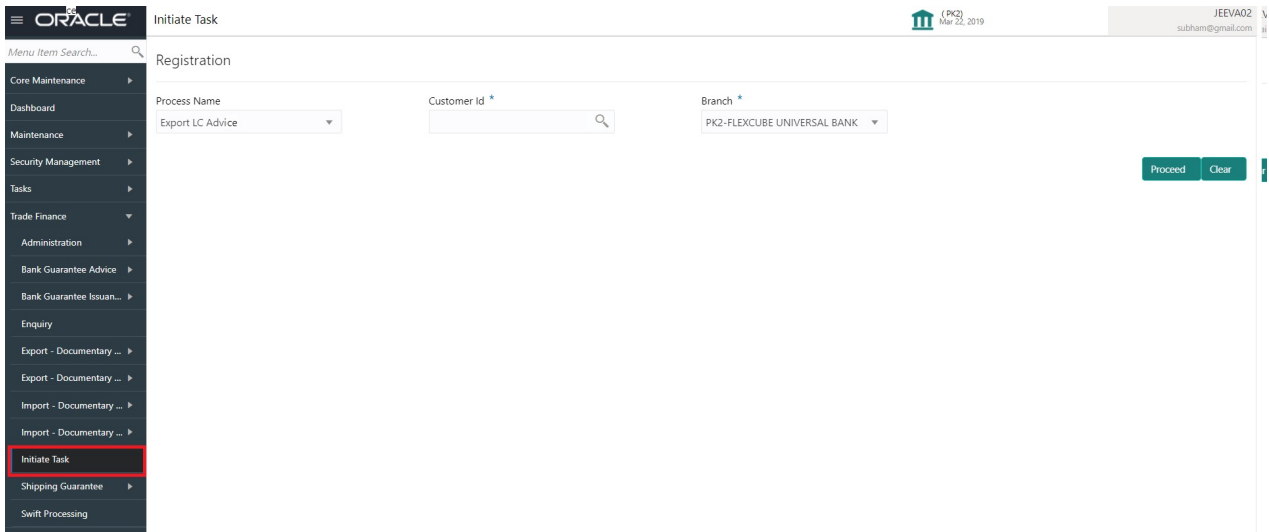 ORACLE
ce
Initiate Task
( PK2)
Mar 22, 2019
JEEVA02
subham@gmail.com
Menu Item Search...
Registration
Core Maintenance
Dashboard
Maintenance
Security Management
Tasks
Trade Finance
Administration
Bank Guarantee Advice
Bank Guarantee Issuan...
Enquiry
Export - Documentary ...
Export - Documentary ...
Import - Documentary ...
Import - Documentary ...
Initiate Task
Shipping Guarantee
Swift Processing
Process Name
Customer Id *
Branch *
Export LC Advice
PK2-FLEXCUBE UNIVERSAL BANK
Proceed
Clear